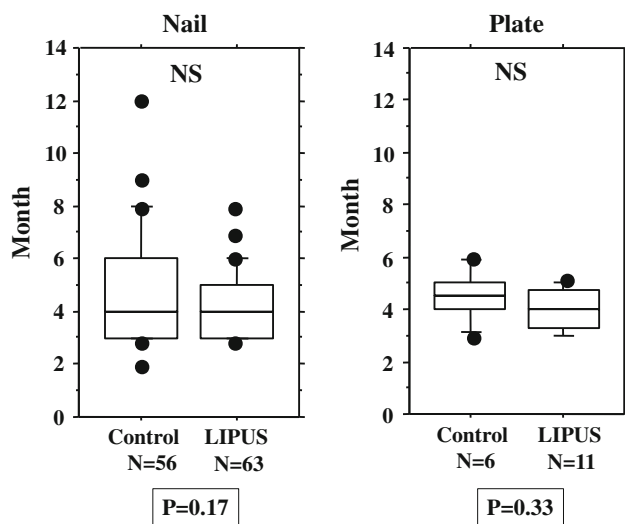 Nail
Plate
14
12
10
8
6
4
2
0
Month
NS
Control
LIPUS
N=56
N=63
P=0.17
14
12
10
8
6
4
2
0
Month
NS
Control
LIPUS
N=6
N=11
P=0.33